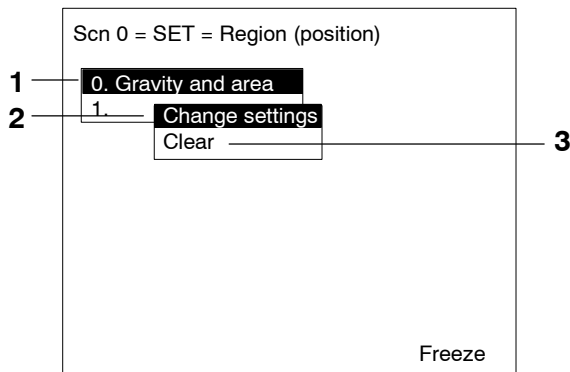 Scn 0 = SET = Region (position)
1
0. Gravity and area
2
1.
Change settings
Clear
3
Freeze